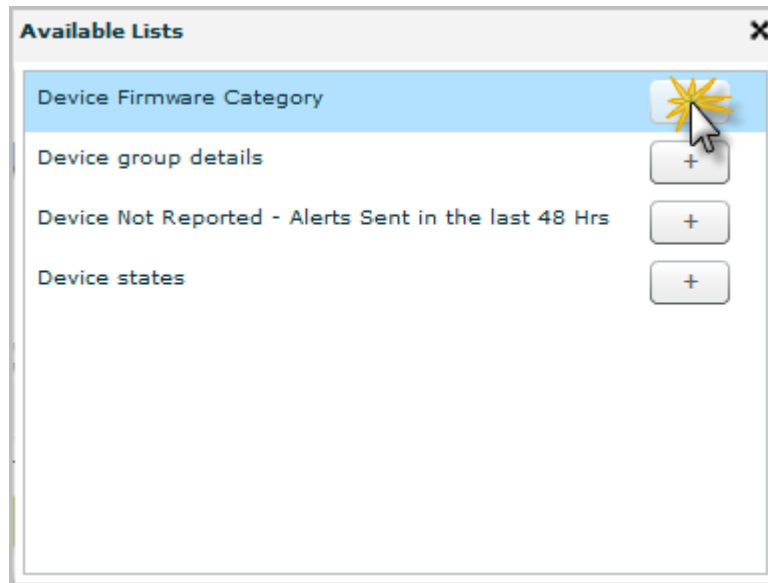 Available Lists
Device Firmware Category
Device group details +
Device Not Reported - Alerts Sent in the last 48 Hrs +
Device states +